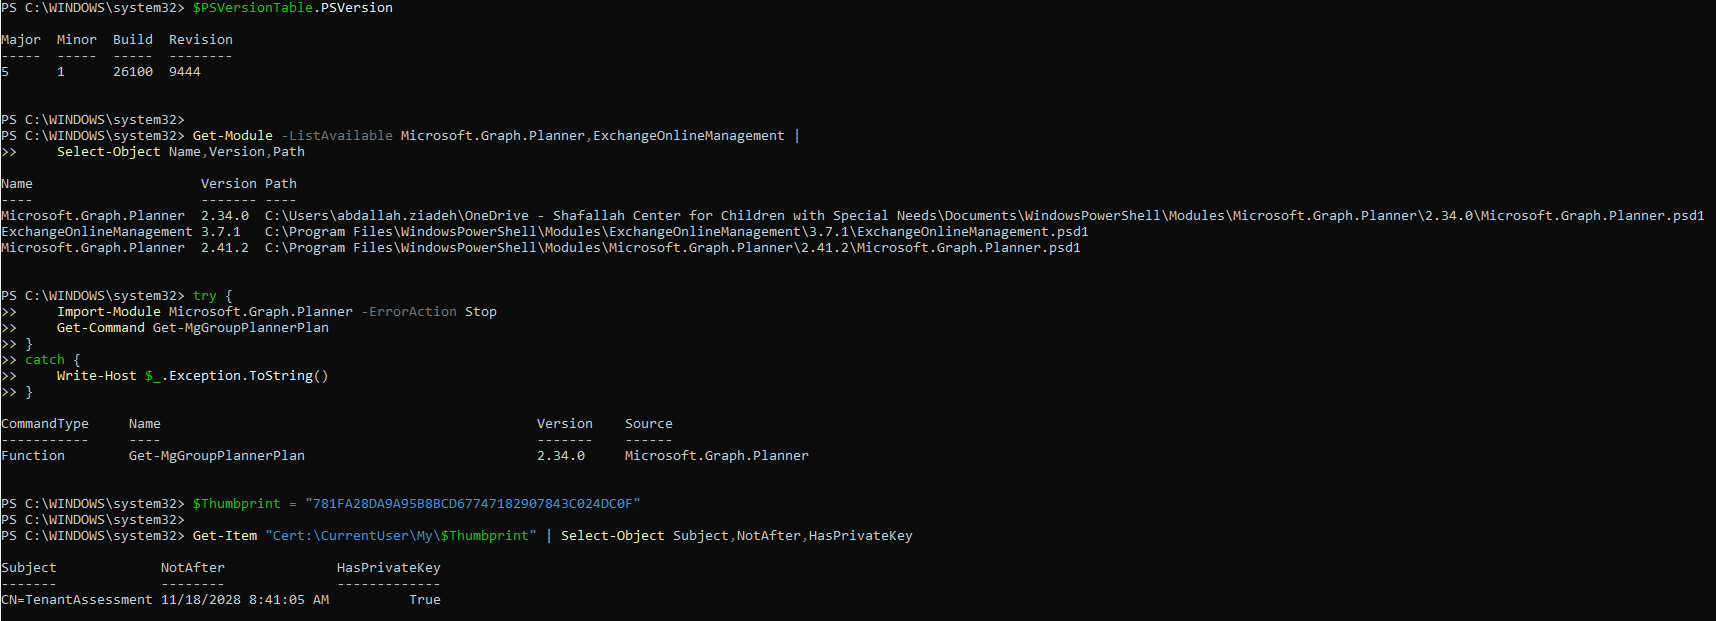 PS C:\WINDOWS\system32> $PSVersionTable.PSVersion
Major  Minor  Build  Revision
-----  -----  -----  --------
5      1      26100  9444
PS C:\WINDOWS\system32>
PS C:\WINDOWS\system32> Get-Module -ListAvailable Microsoft.Graph.Planner,ExchangeOnlineManagement |
>>     Select-Object Name,Version,Path
Name                     Version Path
----                     ------- ----
Microsoft.Graph.Planner  2.34.0  C:\Users\abdallah.ziadeh\OneDrive - Shafallah Center for Children with Special Needs\Documents\WindowsPowerShell\Modules\Microsoft.Graph.Planner\2.34.0\Microsoft.Graph.Planner.psd1
ExchangeOnlineManagement 3.7.1   C:\Program Files\WindowsPowerShell\Modules\ExchangeOnlineManagement\3.7.1\ExchangeOnlineManagement.psd1
Microsoft.Graph.Planner  2.41.2  C:\Program Files\WindowsPowerShell\Modules\Microsoft.Graph.Planner\2.41.2\Microsoft.Graph.Planner.psd1
PS C:\WINDOWS\system32> try {
>>     Import-Module Microsoft.Graph.Planner -ErrorAction Stop
>>     Get-Command Get-MgGroupPlannerPlan
>> }
>> catch {
>>     Write-Host $_.Exception.ToString()
>> }
CommandType     Name                                               Version    Source
-----------     ----                                               -------    ------
Function        Get-MgGroupPlannerPlan                             2.34.0     Microsoft.Graph.Planner
PS C:\WINDOWS\system32> $Thumbprint = "781FA28DA9A95B8BCD67747182907843C024DC0F"
PS C:\WINDOWS\system32>
PS C:\WINDOWS\system32> Get-Item "Cert:\CurrentUser\My\$Thumbprint" | Select-Object Subject,NotAfter,HasPrivateKey
Subject             NotAfter              HasPrivateKey
-------             --------              -------------
CN=TenantAssessment 11/18/2028 8:41:05 AM          True